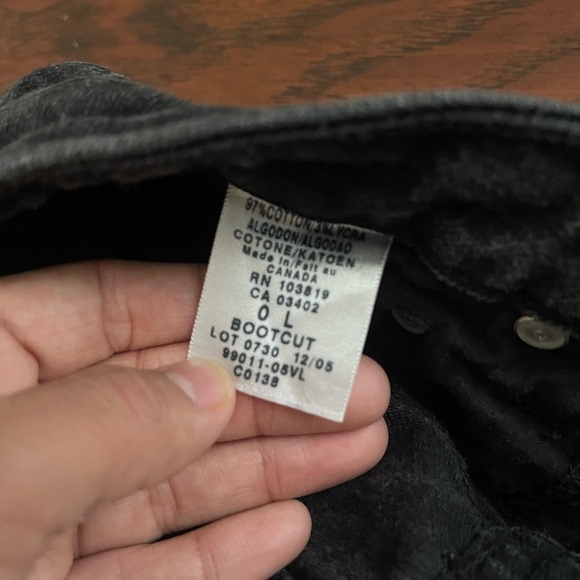 97%COTTON/3%LYCRA
ALGODON/ALGODAO
COTONE/KATOEN
Made in/Fait au
CANADA
RN 103819
CA 03402
0 L
BOOTCUT
LOT 0730 12/05
99011-05VL
C0138